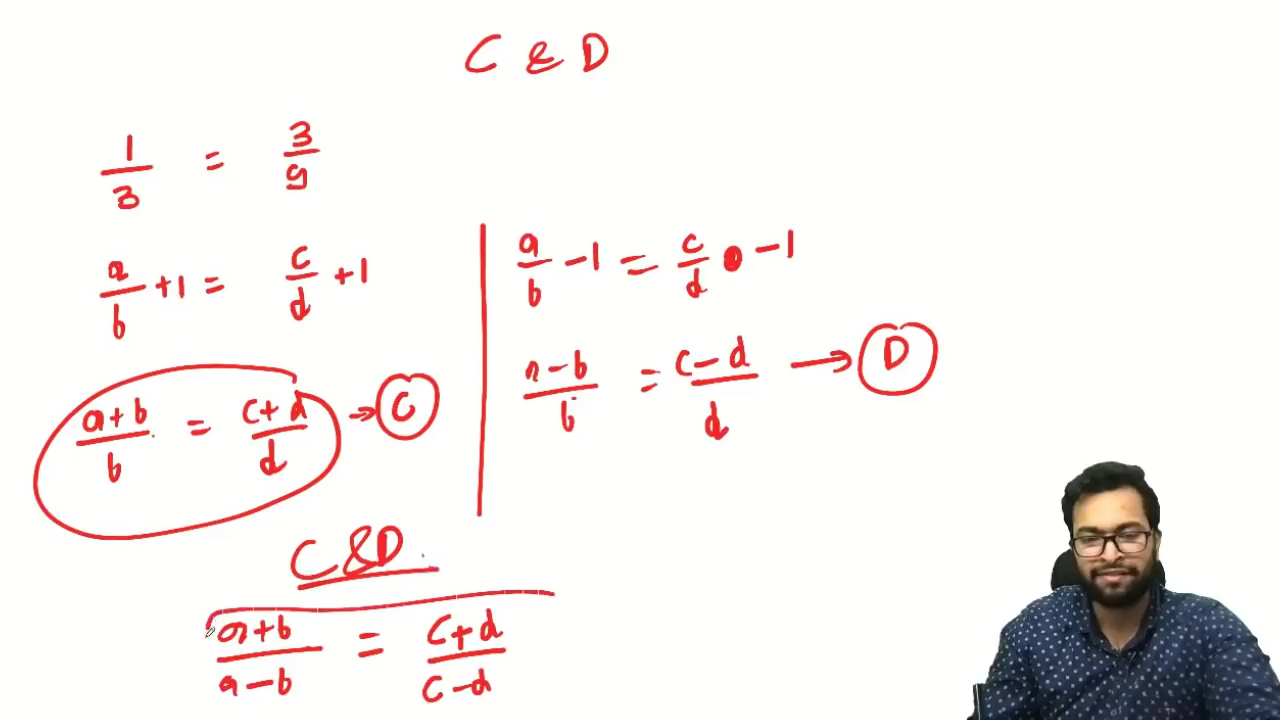 C & D
1/3 = 3/9
a/b +1 = c/d +1
a+b/b = c+d/d → C
a/b -1 = c/d -1
a-b/b = c-d/d → D
C & D
a+b/a-b = c+d/c-d